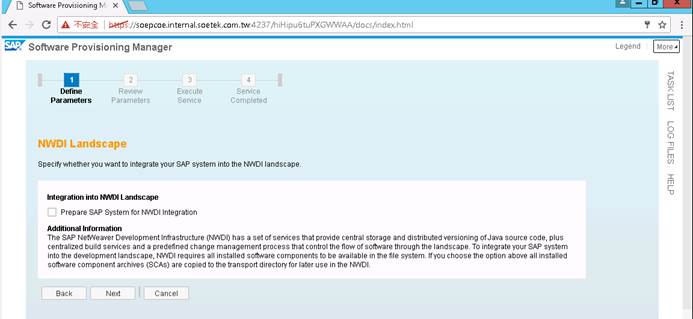 Software Provisioning M
不安全 | https://soepcoe.internal.soetek.com.tw:4237/hiHipu6tuPXGWWAA/docs/index.html
SAP Software Provisioning Manager
Legend
More
1 2 3 4
Define Parameters
Review Parameters
Execute Service
Service Completed
TASK LIST
LOG FILES
HELP
NWDI Landscape
Specify whether you want to integrate your SAP system into the NWDI landscape.
Integration into NWDI Landscape
Prepare SAP System for NWDI Integration
Additional Information
The SAP NetWeaver Development Infrastructure (NWDI) has a set of services that provide central storage and distributed versioning of Java source code, plus
centralized build services and a predefined change management process that control the flow of software through the landscape. To integrate your SAP system
into the development landscape, NWDI requires all installed software components to be available in the file system. If you choose the option above all installed
software component archives (SCAs) are copied to the transport directory for later use in the NWDI.
Back Next Cancel